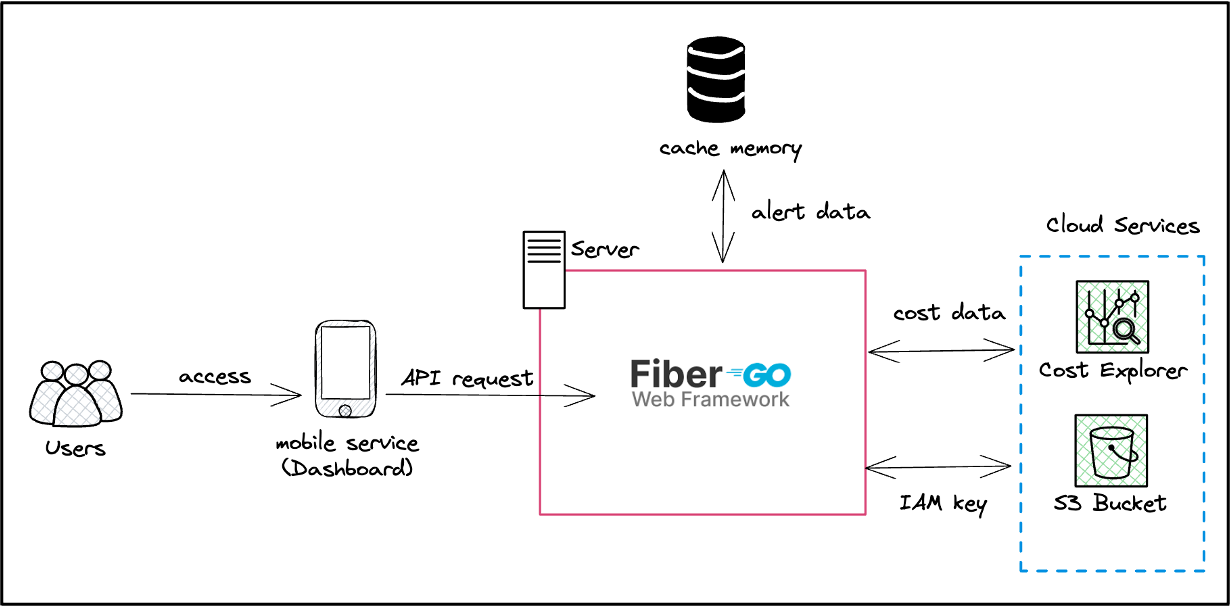 cache memory
alert data
Cloud Services
Server
cost data
Fiber GO
Web Framework
Cost Explorer
access
API request
Users
mobile service
(Dashboard)
IAM key
S3 Bucket